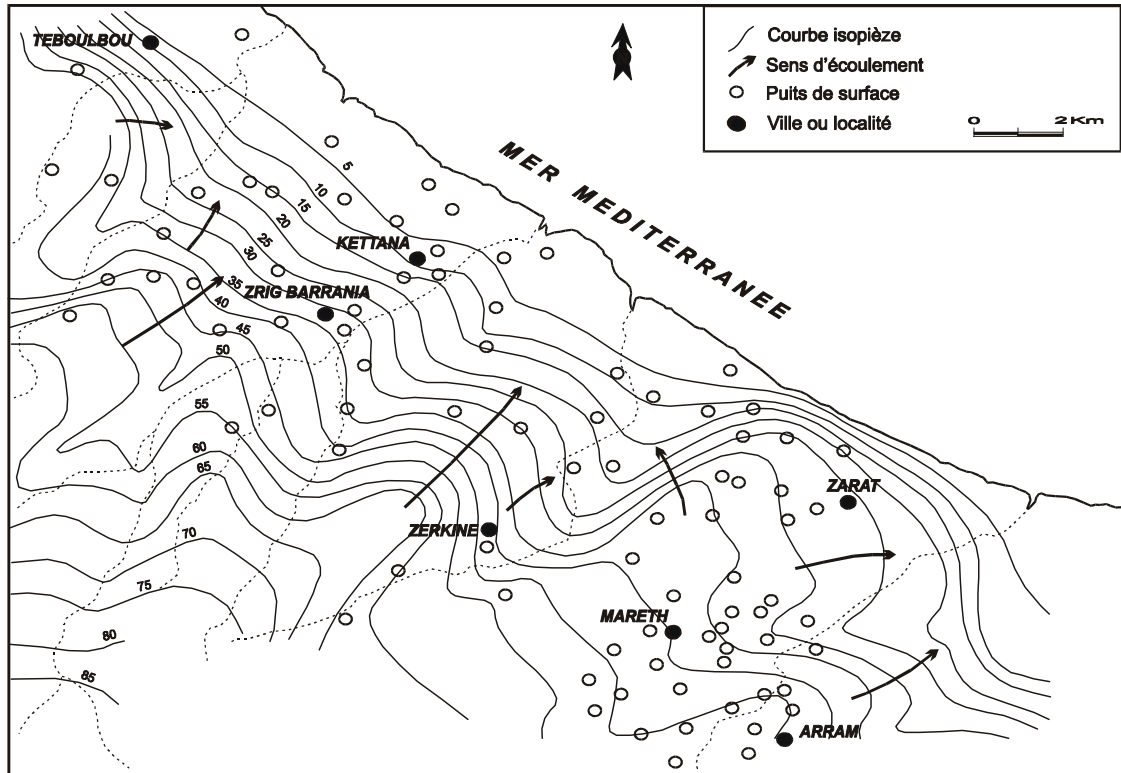 TEBOULBOU
Courbe isopièze
Sens d'écoulement
Puits de surface
Ville ou localité
0 2 Km
MER MEDITERRANEE
5
10
15
20
25
30
35
40
45
50
55
60
65
70
75
80
85
KETTANA
ZRIG BARRANIA
ZARAT
ZERKINE
MARETH
ARRAM